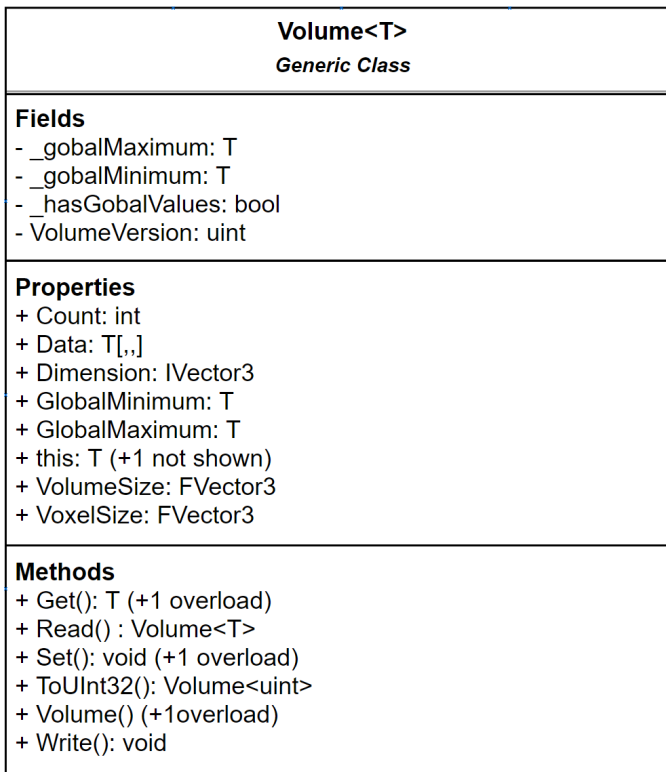 Volume<T>
Generic Class
Fields
- _gobalMaximum: T
- _gobalMinimum: T
- _hasGobalValues: bool
- VolumeVersion: uint
Properties
+ Count: int
+ Data: T[,,]
+ Dimension: IVector3
+ GlobalMinimum: T
+ GlobalMaximum: T
+ this: T (+1 not shown)
+ VolumeSize: FVector3
+ VoxelSize: FVector3
Methods
+ Get(): T (+1 overload)
+ Read() : Volume<T>
+ Set(): void (+1 overload)
+ ToUInt32(): Volume<uint>
+ Volume() (+1overload)
+ Write(): void